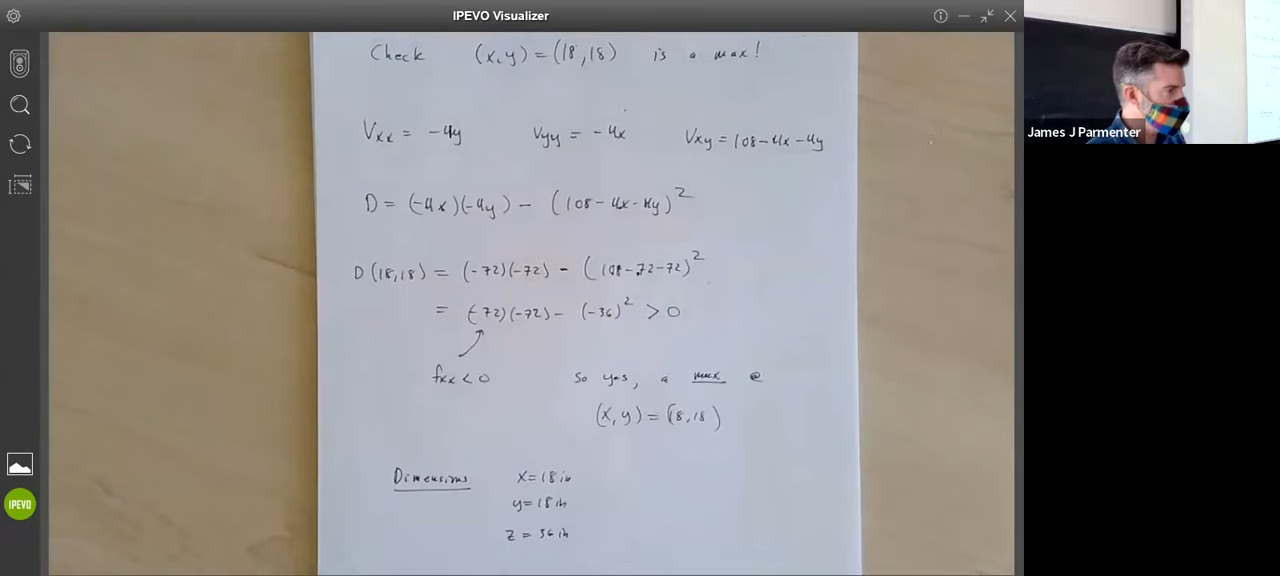 IPEVO Visualizer
James J Parmenter
Check (x,y) = (18,18) is a max!
Vxx = -4y Vyy = -4x Vxy = 108-4x-4y
D = (-4x)(-4y) - (108-4x-4y)²
D(18,18) = (-72)(-72) - (108-72-72)²
= (-72)(-72) - (-36)² > 0
fxx < 0 So yes, a max @
(x,y) = (18,18)
Dimensions x = 18 in
y = 18 in
z = 36 in
IPEVO